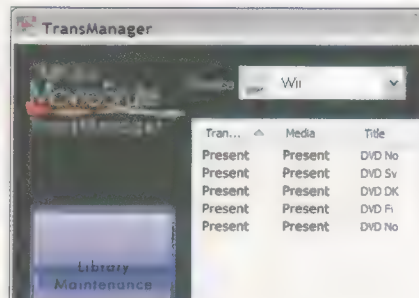 TransManager
Wii
Tran... Media Title
Present Present DVD No
Present Present DVD Sv
Present Present DVD DK
Present Present DVD Fi
Present Present DVD No
Library
Maintenance